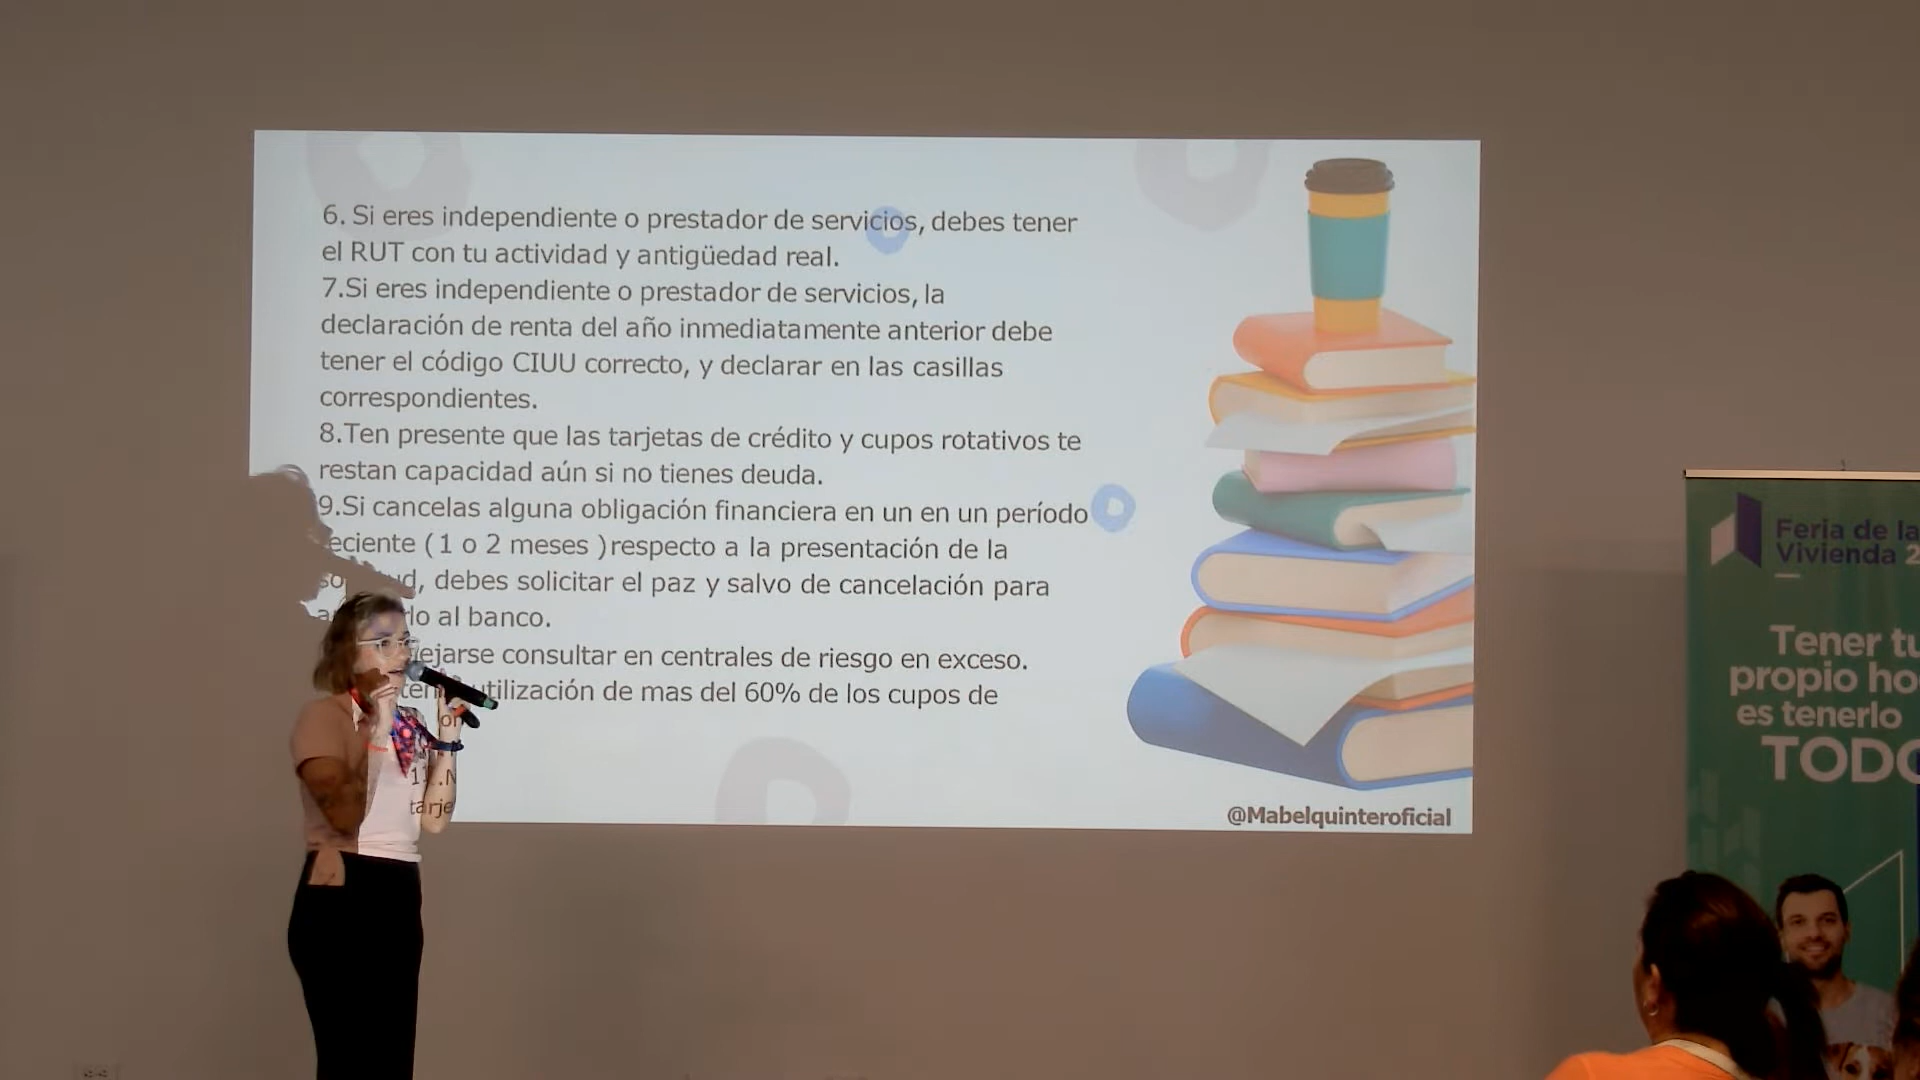 6. Si eres independiente o prestador de servicios, debes tener
el RUT con tu actividad y antigüedad real.
7.Si eres independiente o prestador de servicios, la
declaración de renta del año inmediatamente anterior debe
tener el código CIUU correcto, y declarar en las casillas
correspondientes.
8.Ten presente que las tarjetas de crédito y cupos rotativos te
restan capacidad aún si no tienes deuda.
9.Si cancelas alguna obligación financiera en un en un período
eciente ( 1 o 2 meses )respecto a la presentación de la
debes solicitar el paz y salvo de cancelación para
al banco.
ejarse consultar en centrales de riesgo en exceso.
utilización de mas del 60% de los cupos de
11.N
tarje
@Mabelquinteroficial
Feria de la
Vivienda 2
Tener tu
propio ho
es tenerlo
TODO